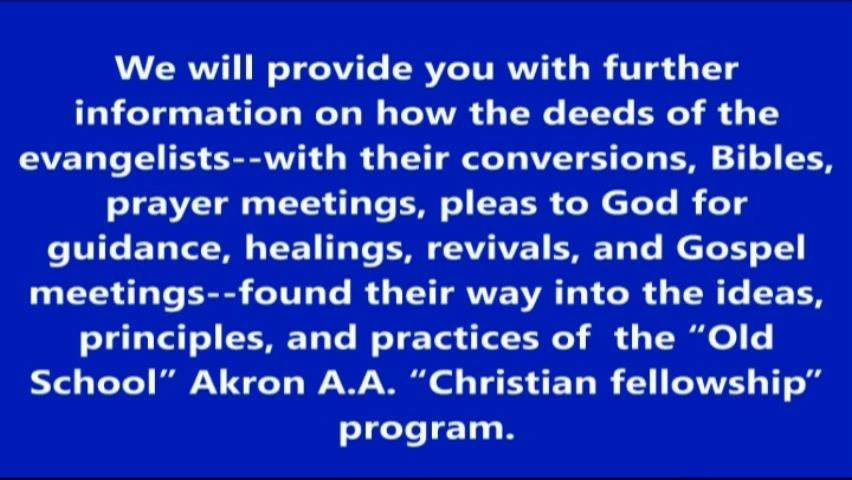 We will provide you with further
information on how the deeds of the
evangelists--with their conversions, Bibles,
prayer meetings, pleas to God for
guidance, healings, revivals, and Gospel
meetings--found their way into the ideas,
principles, and practices of  the “Old
School” Akron A.A. “Christian fellowship”
program.